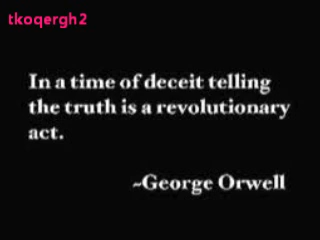 tkoqergh2
In a time of deceit telling
the truth is a revolutionary
act.
~George Orwell